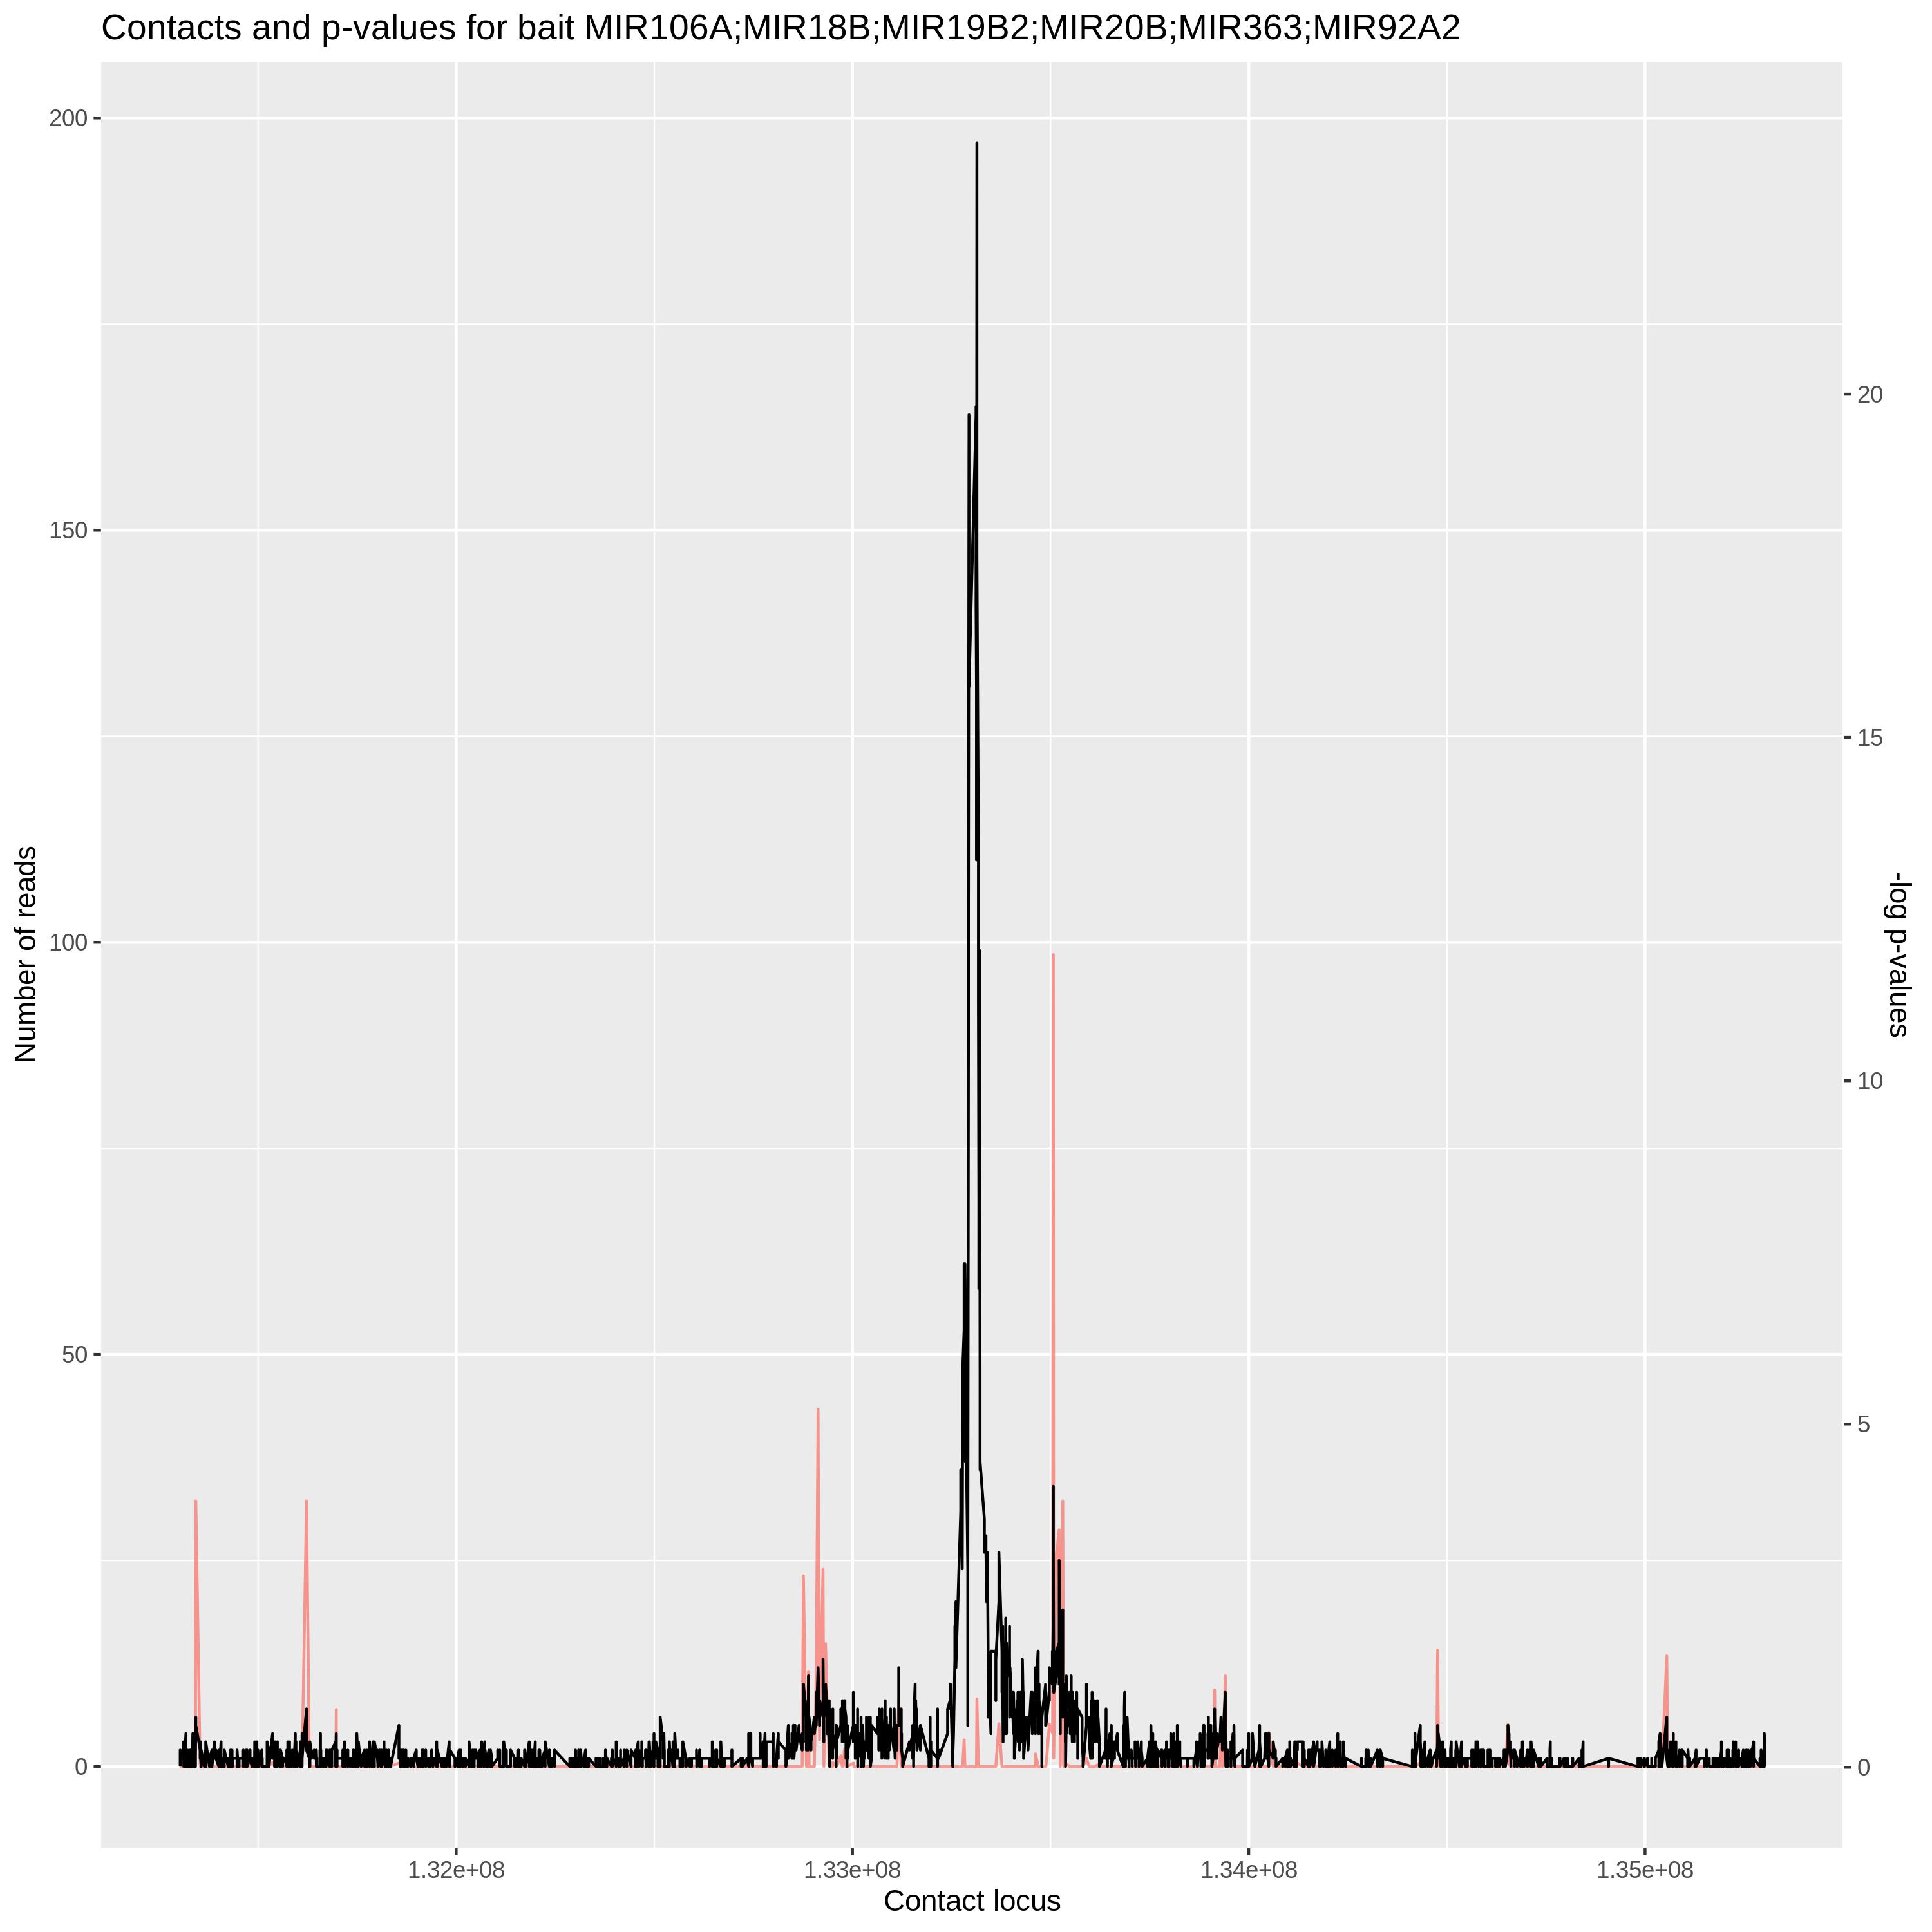 Contacts and p-values for bait MIR106A;MIR18B;MIR19B2;MIR20B;MIR363;MIR92A2
200
150
100
50
0
Number of reads
20
15
10
5
0
-log p-values
1.32e+08
1.33e+08
1.34e+08
1.35e+08
Contact locus